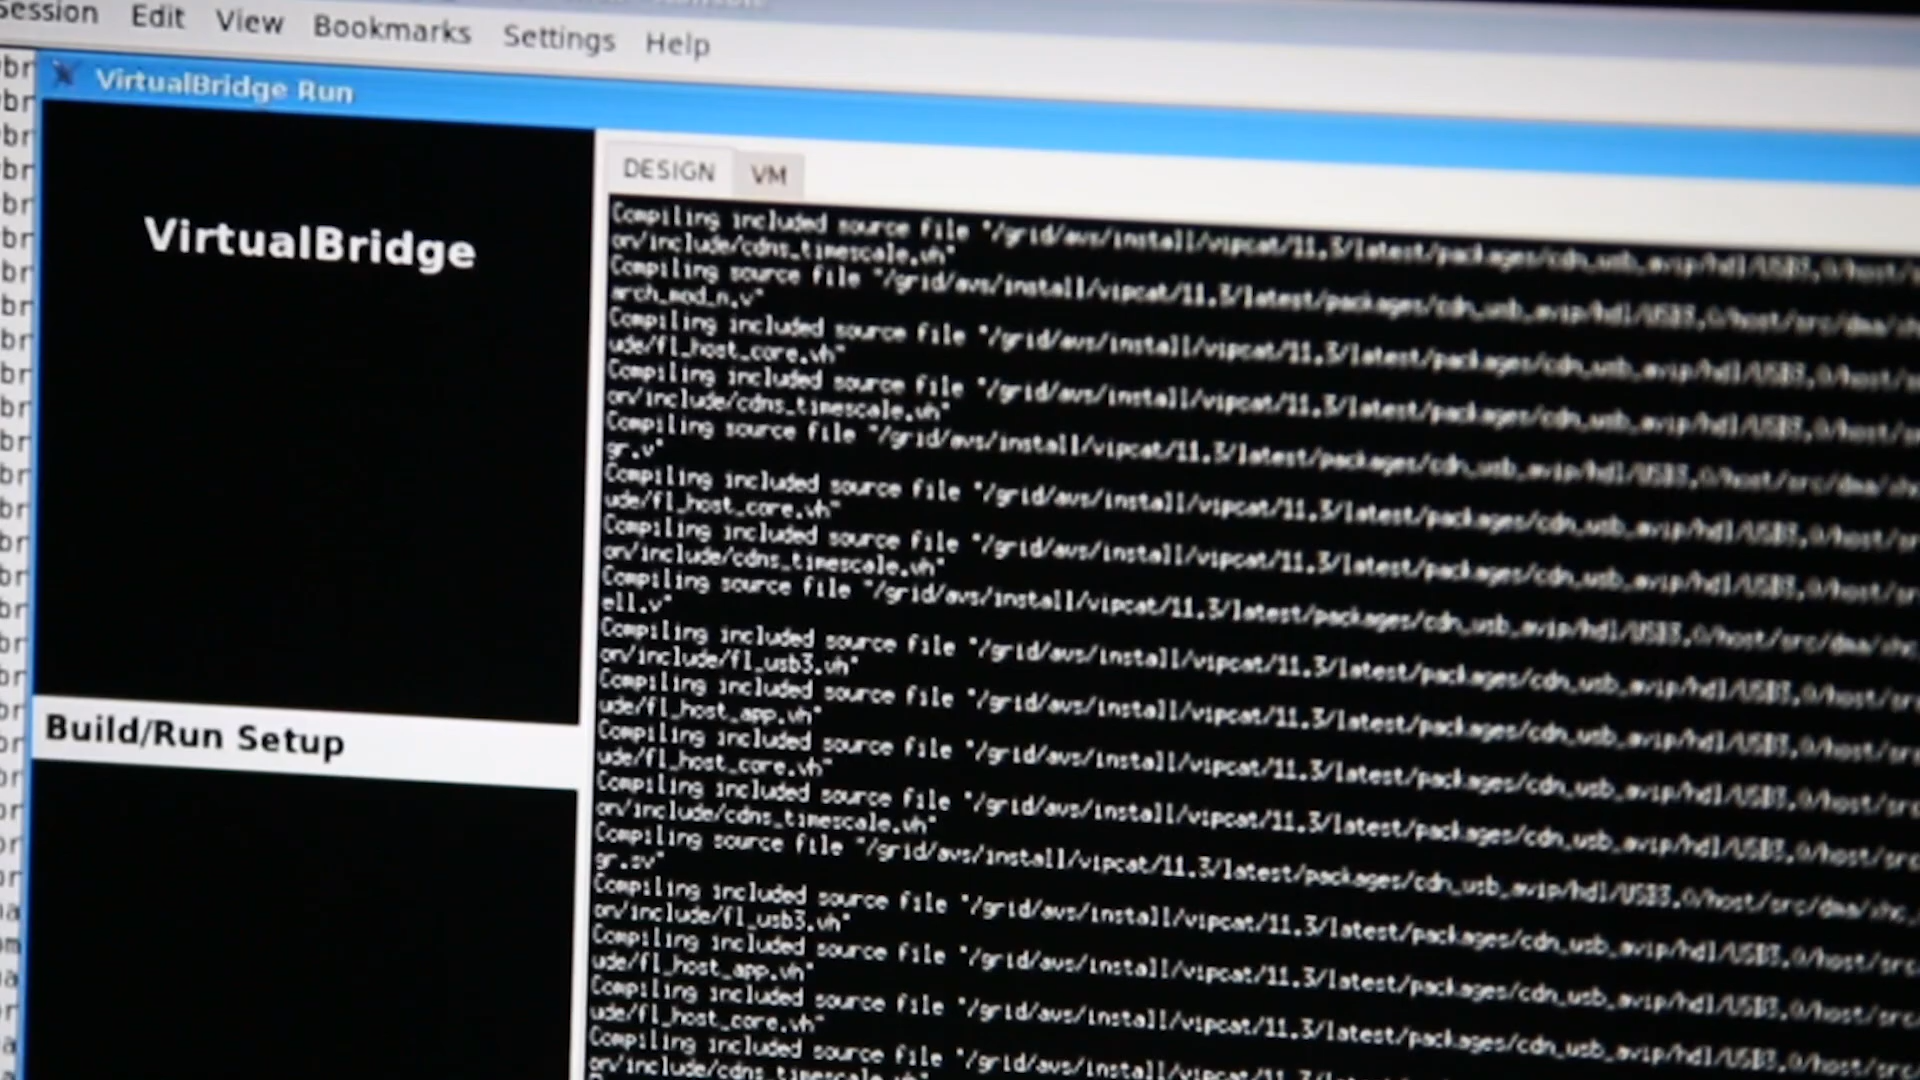 Session Edit View Bookmarks Settings Help
VirtualBridge Run
VirtualBridge
Build/Run Setup
DESIGN VM
Compiling included source file "/grid/avs/install/vipcat/11.3/latest/packages/cdn_usb_avip/hdl/USB3.0/host/
on/include/cdns_timescale.vh"
Compiling source file "/grid/avs/install/vipcat/11.3/latest/packages/cdn_usb_avip/hdl/USB3.0/host/src/dma/
arch_mod_n.v"
Compiling included source file "/grid/avs/install/vipcat/11.3/latest/packages/cdn_usb_avip/hdl/USB3.0/host/
ude/fl_host_core.vh"
Compiling included source file "/grid/avs/install/vipcat/11.3/latest/packages/cdn_usb_avip/hdl/USB3.0/host/
on/include/cdns_timescale.vh"
Compiling source file "/grid/avs/install/vipcat/11.3/latest/packages/cdn_usb_avip/hdl/USB3.0/host/src/dma/
gr.v"
Compiling included source file "/grid/avs/install/vipcat/11.3/latest/packages/cdn_usb_avip/hdl/USB3.0/host/
ude/fl_host_core.vh"
Compiling included source file "/grid/avs/install/vipcat/11.3/latest/packages/cdn_usb_avip/hdl/USB3.0/host/
on/include/cdns_timescale.vh"
Compiling source file "/grid/avs/install/vipcat/11.3/latest/packages/cdn_usb_avip/hdl/USB3.0/host/src/dma/
ell.v"
Compiling included source file "/grid/avs/install/vipcat/11.3/latest/packages/cdn_usb_avip/hdl/USB3.0/host/
on/include/fl_usb3.vh"
Compiling included source file "/grid/avs/install/vipcat/11.3/latest/packages/cdn_usb_avip/hdl/USB3.0/host/
ude/fl_host_app.vh"
Compiling included source file "/grid/avs/install/vipcat/11.3/latest/packages/cdn_usb_avip/hdl/USB3.0/host/src
ude/fl_host_core.vh"
Compiling included source file "/grid/avs/install/vipcat/11.3/latest/packages/cdn_usb_avip/hdl/USB3.0/host/src
on/include/cdns_timescale.vh"
Compiling source file "/grid/avs/install/vipcat/11.3/latest/packages/cdn_usb_avip/hdl/USB3.0/host/src/dma/
gr.sv"
Compiling included source file "/grid/avs/install/vipcat/11.3/latest/packages/cdn_usb_avip/hdl/USB3.0/host/src
on/include/fl_usb3.vh"
Compiling included source file "/grid/avs/install/vipcat/11.3/latest/packages/cdn_usb_avip/hdl/USB3.0/host/src
ude/fl_host_app.vh"
Compiling included source file "/grid/avs/install/vipcat/11.3/latest/packages/cdn_usb_avip/hdl/USB3.0/host/src
ude/fl_host_core.vh"
Compiling included source file "/grid/avs/install/vipcat/11.3/latest/packages/
on/include/cdns_timescale.vh"